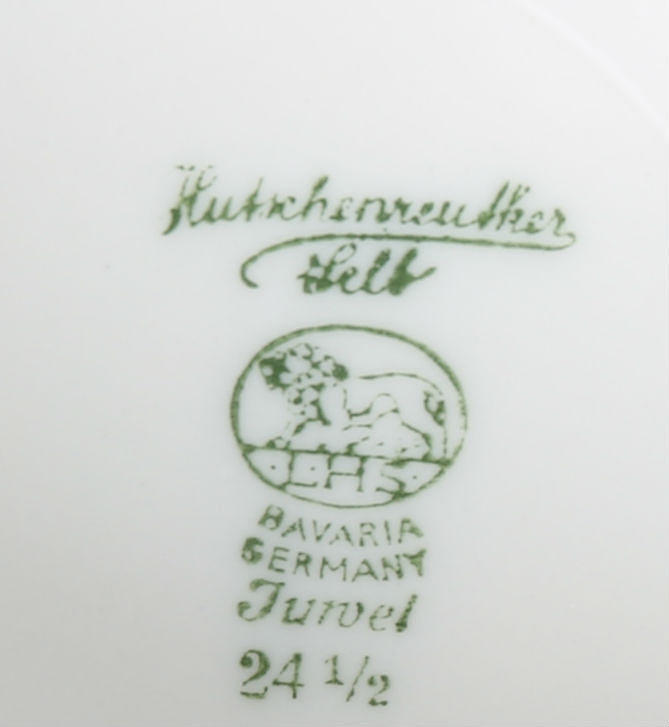 Hutschenreuther
Selb
L.H.S.
BAVARIA
GERMANY
Juwel
24 1/2